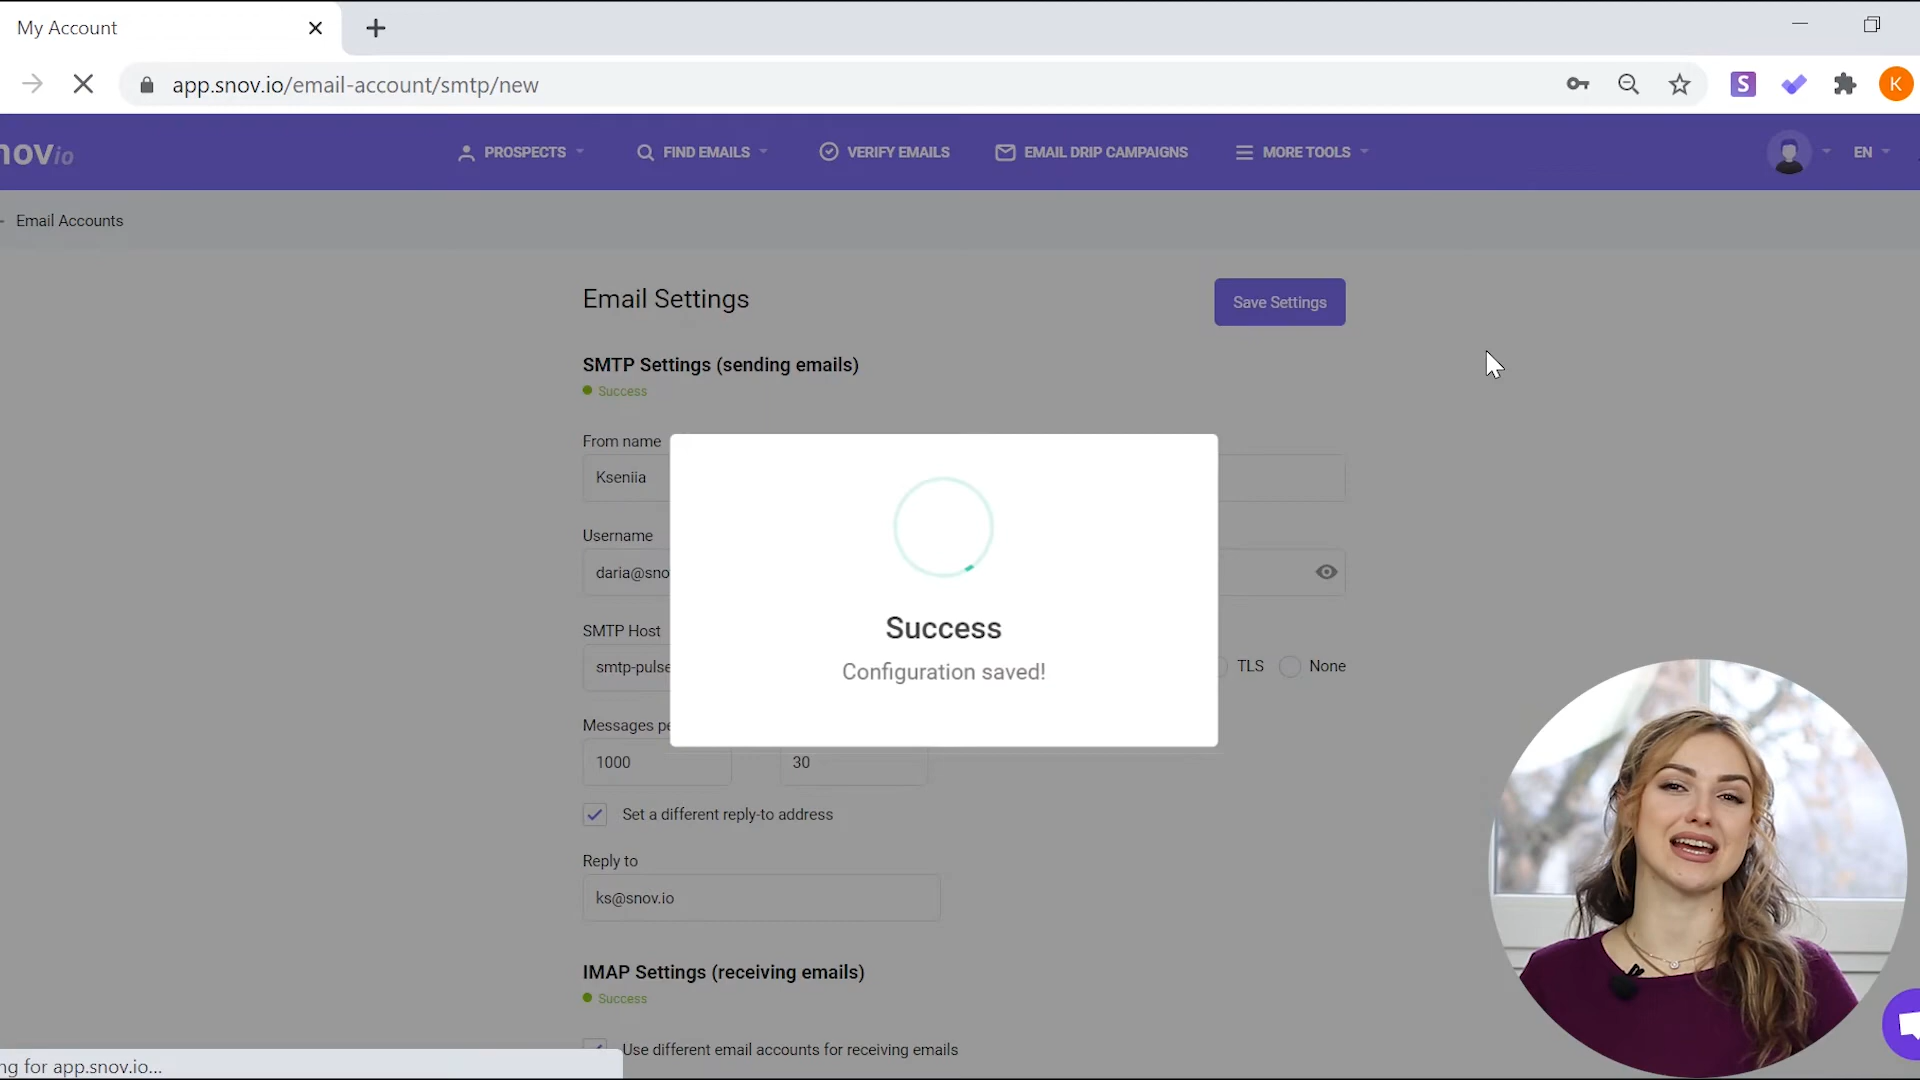 My Account
app.snov.io/email-account/smtp/new
S
K
novio
PROSPECTS
FIND EMAILS
VERIFY EMAILS
EMAIL DRIP CAMPAIGNS
MORE TOOLS
EN
Email Accounts
Email Settings
Save Settings
SMTP Settings (sending emails)
Success
From name
Kseniia
Username
daria@sno
SMTP Host
smtp-pulse
TLS
None
Success
Configuration saved!
Messages pe
1000
30
Set a different reply-to address
Reply to
ks@snov.io
IMAP Settings (receiving emails)
Success
Use different email accounts for receiving emails
ng for app.snov.io...